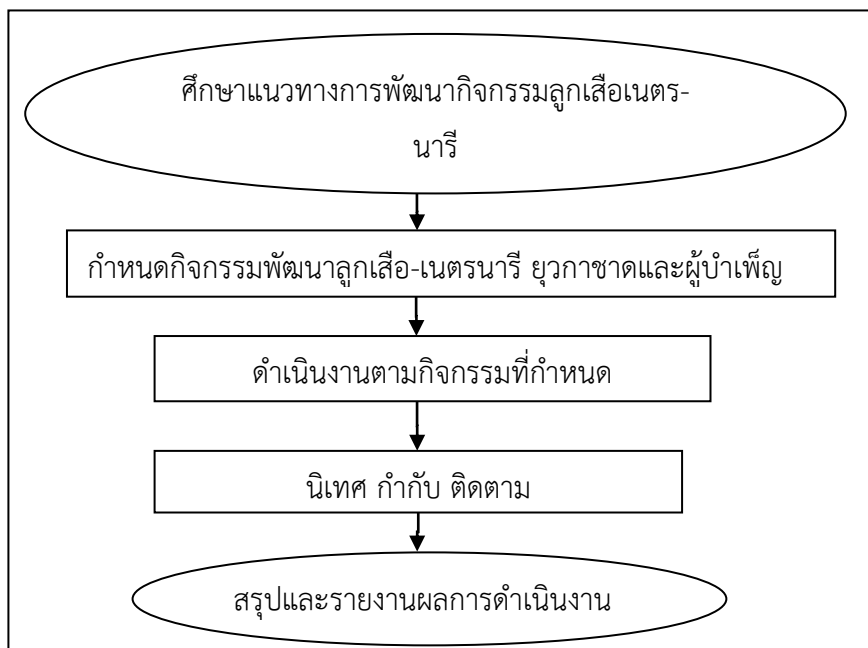 ศึกษาแนวทางการพัฒนากิจกรรมลูกเสือเนตร-
นารี
กำหนดกิจกรรมพัฒนาลูกเสือ-เนตรนารี ยุวกาชาดและผู้บำเพ็ญ
ดำเนินงานตามกิจกรรมที่กำหนด
นิเทศ กำกับ ติดตาม
สรุปและรายงานผลการดำเนินงาน